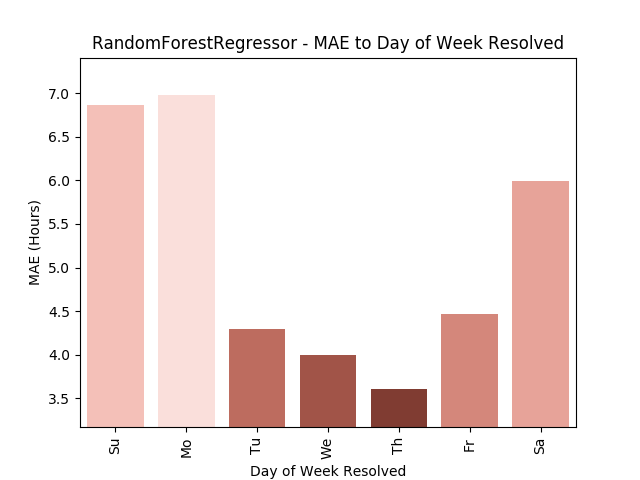 RandomForestRegressor - MAE to Day of Week Resolved
7.0
6.5
6.0
5.5
5.0
4.5
4.0
3.5
MAE (Hours)
Su Mo Tu We Th Fr Sa
Day of Week Resolved